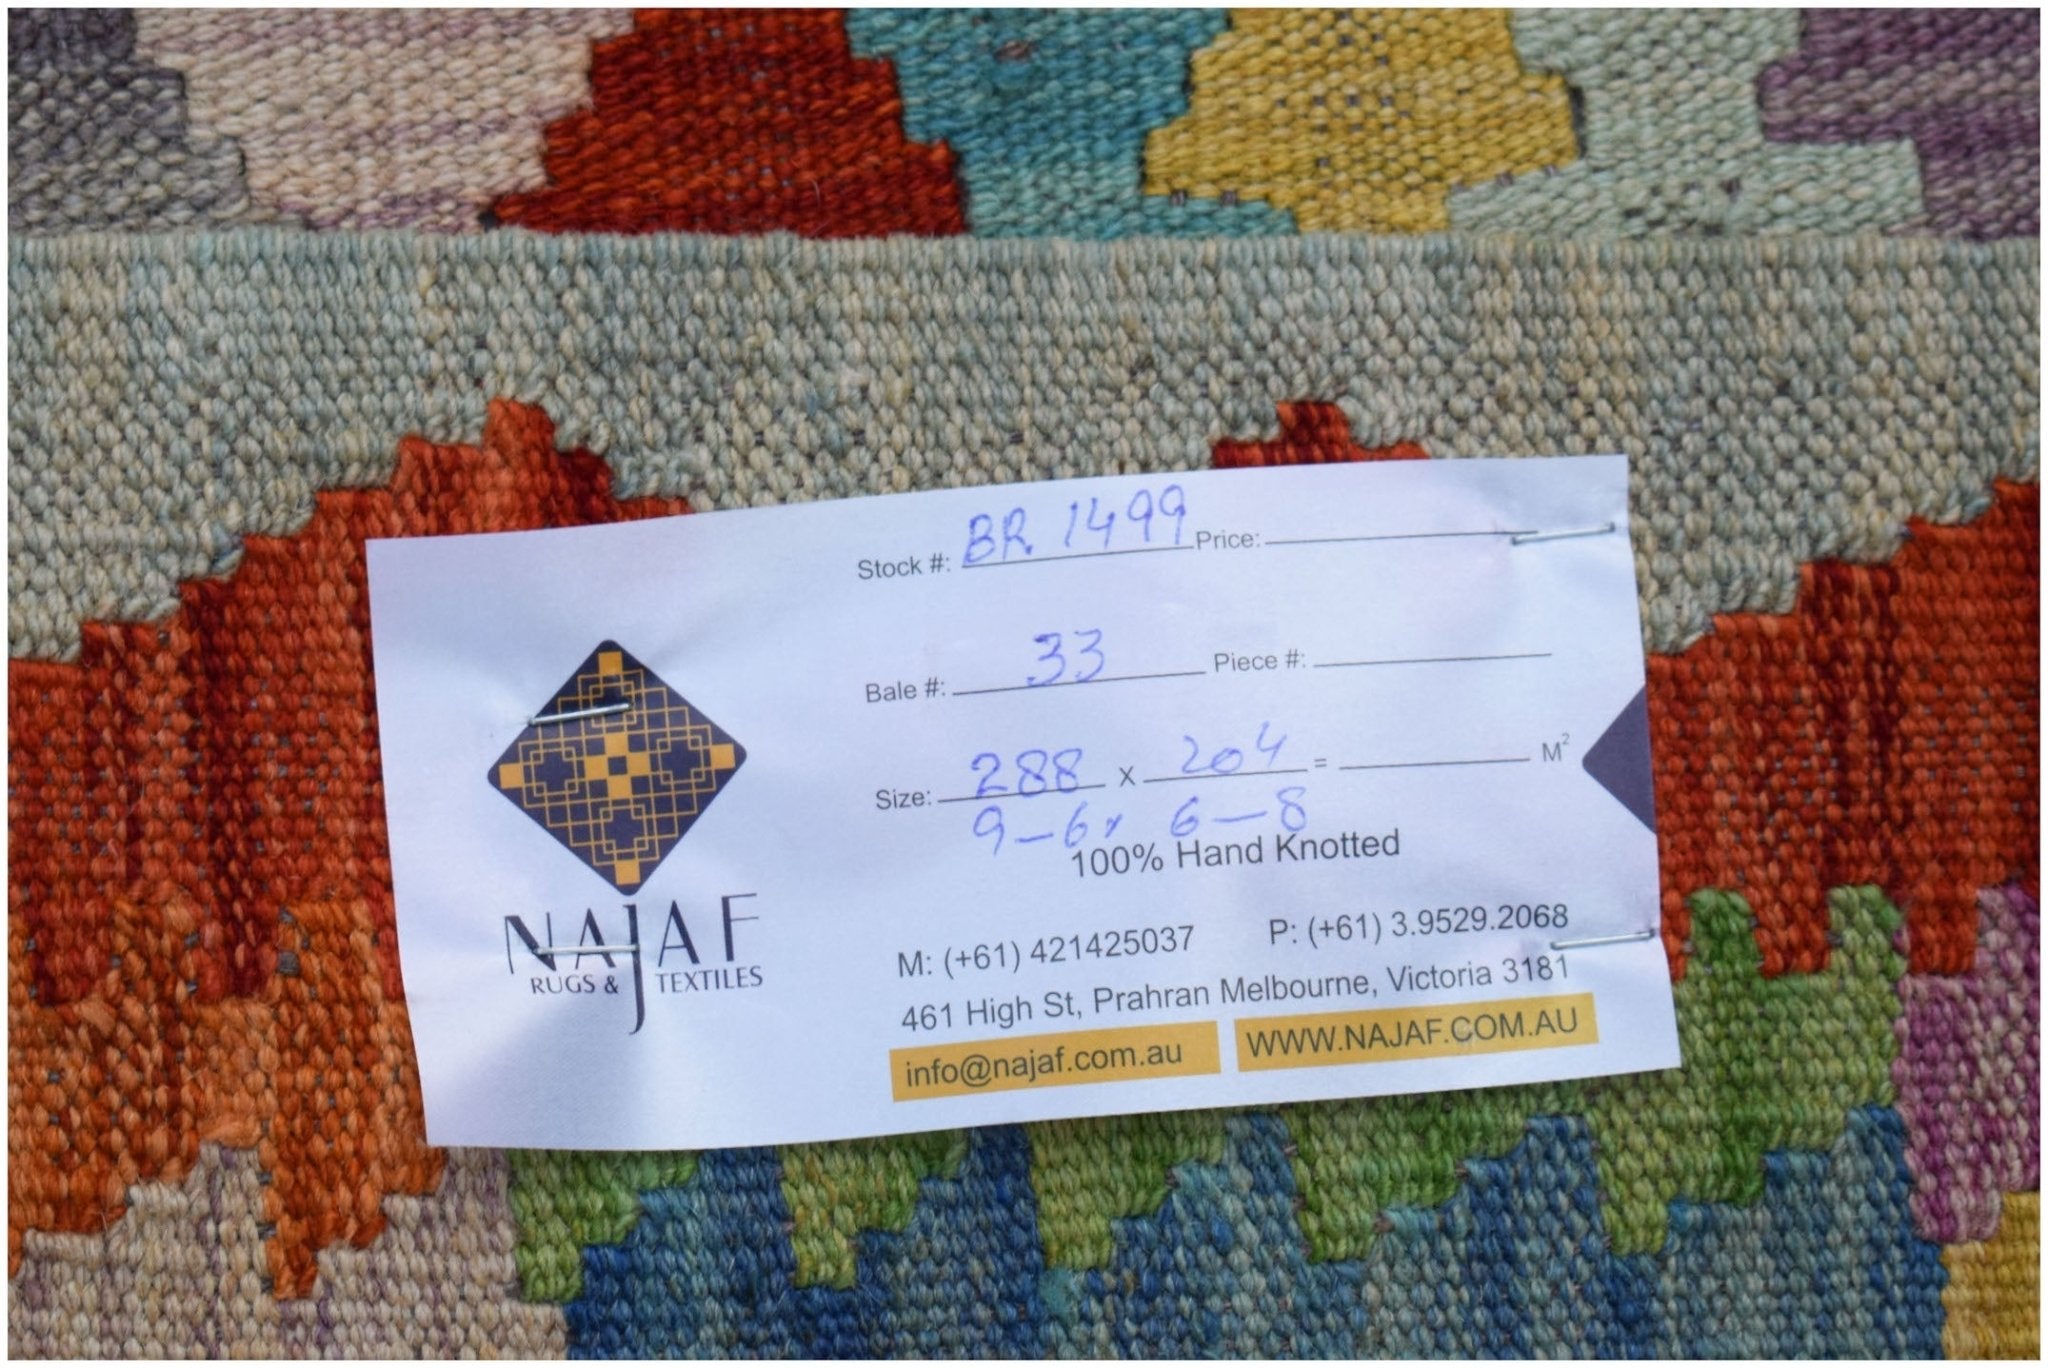 Stock #: BR 1499 Price:
Bale #: 33 Piece #:
Size: 288 x 204 = M²
9-6x 6-8
100% Hand Knotted
NAJAF
RUGS & TEXTILES
M: (+61) 421425037 P: (+61) 3.9529.2068
461 High St, Prahran Melbourne, Victoria 3181
info@najaf.com.au WWW.NAJAF.COM.AU